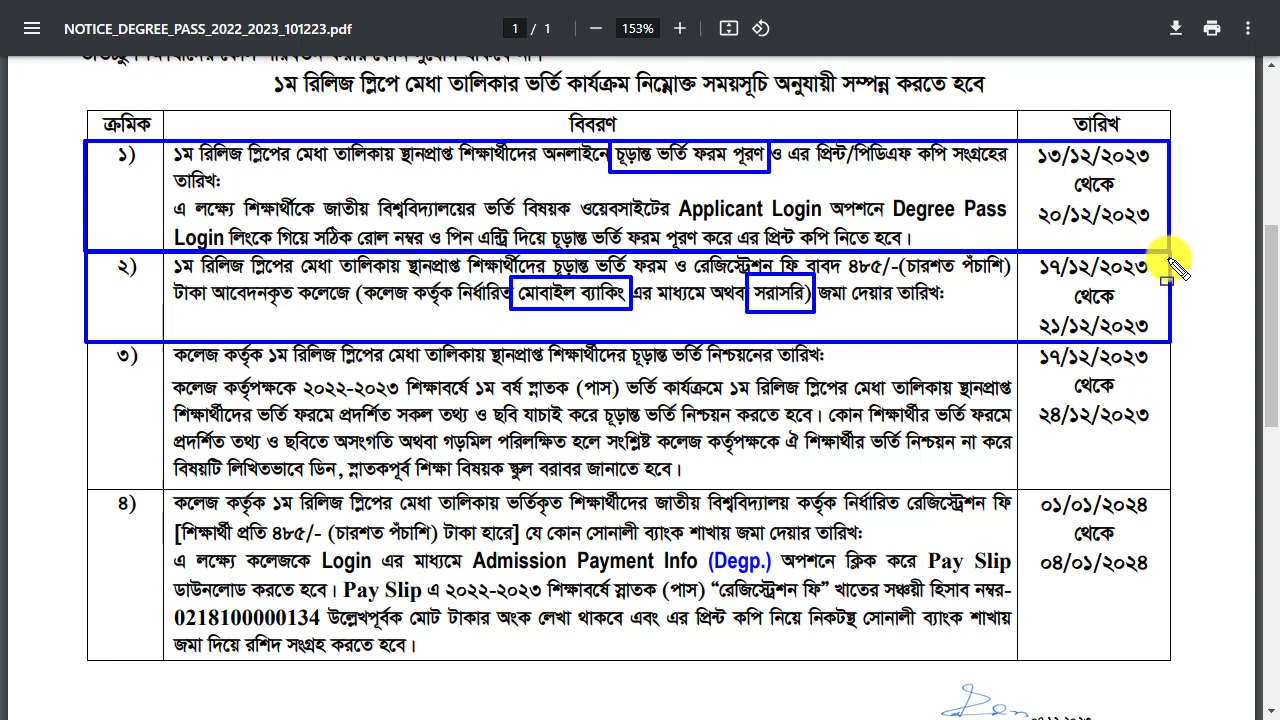 NOTICE_DEGREE_PASS_2022_2023_101223.pdf
1 / 1
153%
১ম রিলিজ স্লিপে মেধা তালিকার ভর্তি কার্যক্রম নিম্নোক্ত সময়সূচি অনুযায়ী সম্পন্ন করতে হবে
ক্রমিক বিবরণ তারিখ
১) ১ম রিলিজ স্লিপের মেধা তালিকায় স্থানপ্রাপ্ত শিক্ষার্থীদের অনলাইনে চূড়ান্ত ভর্তি ফরম পূরণ ও এর প্রিন্ট/পিডিএফ কপি সংগ্রহের ১৩/১২/২০২৩
তারিখ: থেকে
এ লক্ষ্যে শিক্ষার্থীকে জাতীয় বিশ্ববিদ্যালয়ের ভর্তি বিষয়ক ওয়েবসাইটের Applicant Login অপশনে Degree Pass ২০/১২/২০২৩
Login লিংকে গিয়ে সঠিক রোল নম্বর ও পিন এন্ট্রি দিয়ে চূড়ান্ত ভর্তি ফরম পূরণ করে এর প্রিন্ট কপি নিতে হবে।
২) ১ম রিলিজ স্লিপের মেধা তালিকায় স্থানপ্রাপ্ত শিক্ষার্থীদের চূড়ান্ত ভর্তি ফরম ও রেজিস্ট্রেশন ফি বাবদ ৪৮৫/-(চারশত পঁচাশি) ১৭/১২/২০২৩
টাকা আবেদনকৃত কলেজে (কলেজ কর্তৃক নির্ধারিত মোবাইল ব্যাকিং এর মাধ্যমে অথবা সরাসরি) জমা দেয়ার তারিখ: থেকে
২১/১২/২০২৩
৩) কলেজ কর্তৃক ১ম রিলিজ স্লিপের মেধা তালিকায় স্থানপ্রাপ্ত শিক্ষার্থীদের চূড়ান্ত ভর্তি নিশ্চয়নের তারিখ: ১৭/১২/২০২৩
কলেজ কর্তৃপক্ষকে ২০২২-২০২৩ শিক্ষাবর্ষে ১ম বর্ষ স্নাতক (পাস) ভর্তি কার্যক্রমে ১ম রিলিজ স্লিপের মেধা তালিকায় স্থানপ্রাপ্ত থেকে
শিক্ষার্থীদের ভর্তি ফরমে প্রদর্শিত সকল তথ্য ও ছবি যাচাই করে চূড়ান্ত ভর্তি নিশ্চয়ন করতে হবে। কোন শিক্ষার্থীর ভর্তি ফরমে ২৪/১২/২০২৩
প্রদর্শিত তথ্য ও ছবিতে অসংগতি অথবা গড়মিল পরিলক্ষিত হলে সংশ্লিষ্ট কলেজ কর্তৃপক্ষকে ঐ শিক্ষার্থীর ভর্তি নিশ্চয়ন না করে
বিষয়টি লিখিতভাবে ডিন, স্নাতকপূর্ব শিক্ষা বিষয়ক স্কুল বরাবর জানাতে হবে।
৪) কলেজ কর্তৃক ১ম রিলিজ স্লিপের মেধা তালিকায় ভর্তিকৃত শিক্ষার্থীদের জাতীয় বিশ্ববিদ্যালয় কর্তৃক নির্ধারিত রেজিস্ট্রেশন ফি ০১/০১/২০২৪
[শিক্ষার্থী প্রতি ৪৮৫/- (চারশত পঁচাশি) টাকা হারে] যে কোন সোনালী ব্যাংক শাখায় জমা দেয়ার তারিখ: থেকে
এ লক্ষ্যে কলেজকে Login এর মাধ্যমে Admission Payment Info (Degp.) অপশনে ক্লিক করে Pay Slip ০৪/০১/২০২৪
ডাউনলোড করতে হবে। Pay Slip এ ২০২২-২০২৩ শিক্ষাবর্ষে স্নাতক (পাস) “রেজিস্ট্রেশন ফি” খাতের সঞ্চয়ী হিসাব নম্বর-
0218100000134 উল্লেখপূর্বক মোট টাকার অংক লেখা থাকবে এবং এর প্রিন্ট কপি নিয়ে নিকটস্থ সোনালী ব্যাংক শাখায়
জমা দিয়ে রশিদ সংগ্রহ করতে হবে।